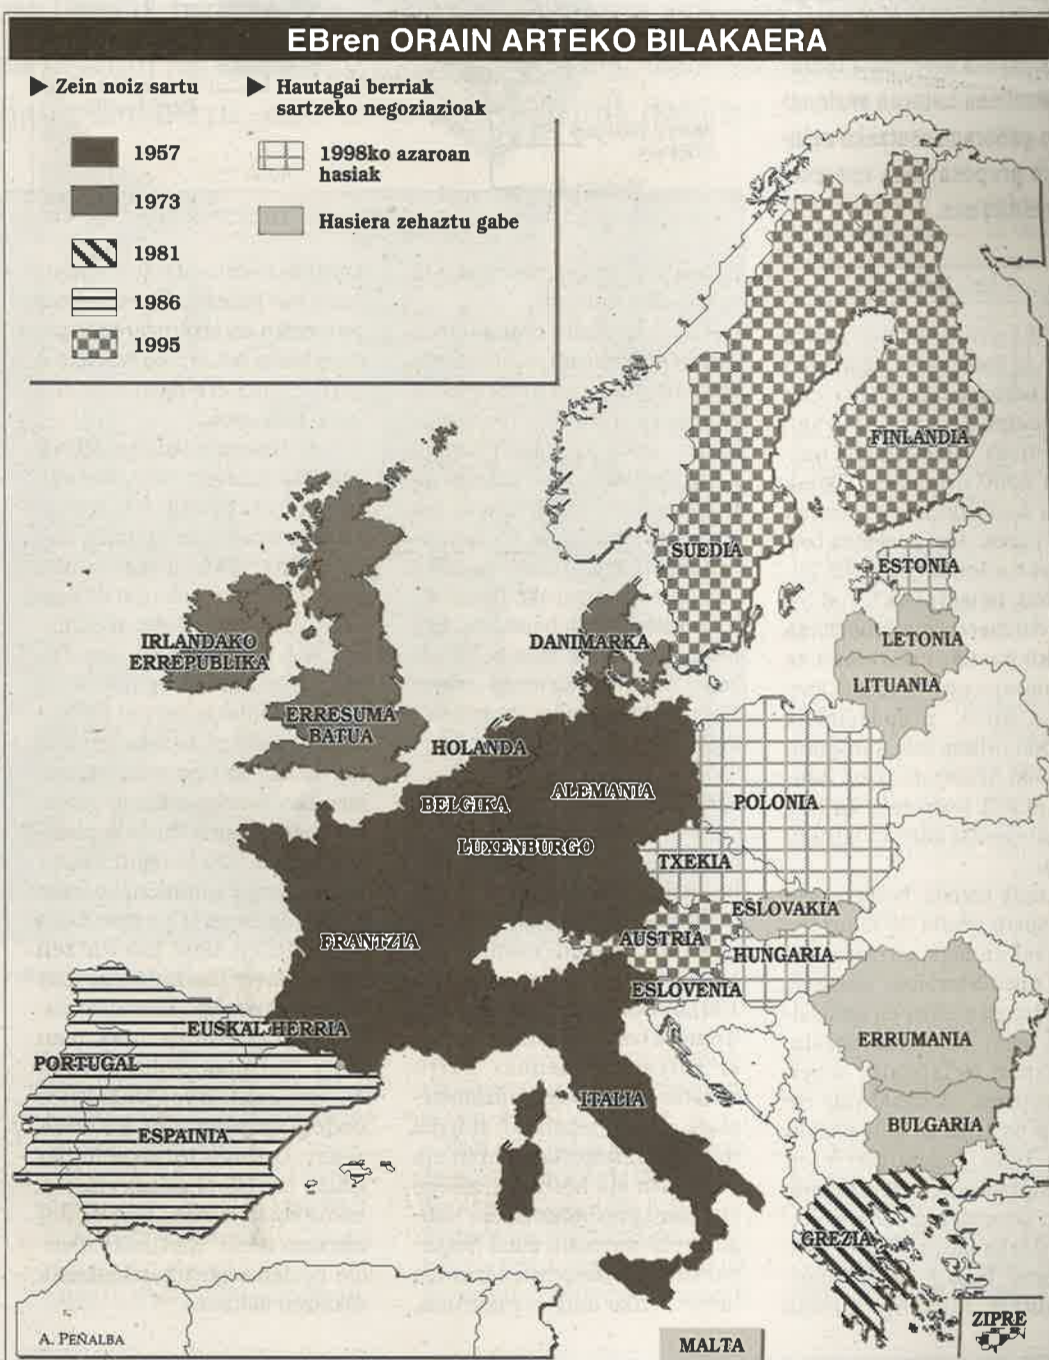 EBren ORAIN ARTEKO BILAKAERA
Zein noiz sartu
1957
1973
1981
1986
1995
Hautagai berriak
sartzeko negoziazioak
1998ko azaroan
hasiak
Hasiera zehaztu gabe
FINLANDIA
SUEDIA
ESTONIA
LETONIA
LITUANIA
DANIMARKA
IRLANDAKO
ERREPUBLIKA
ERRESUMA
BATUA
HOLANDA
BELGIKA
ALEMANIA
LUXENBURGO
POLONIA
TXEKIA
ESLOVAKIA
FRANTZIA
AUSTRIA
HUNGARIA
ESLOVENIA
EUSKAL HERRIA
PORTUGAL
ESPAINIA
ITALIA
ERRUMANIA
BULGARIA
GREZIA
ZIPRE
MALTA
A. PEÑALBA